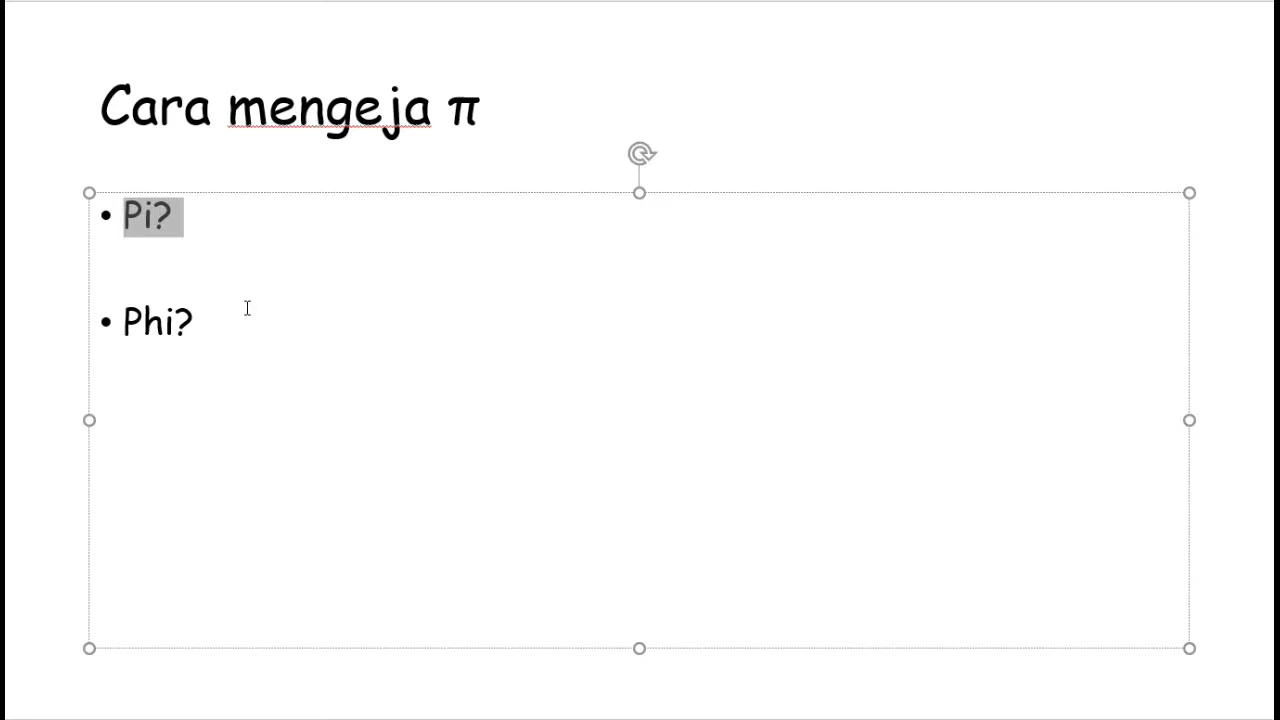 Cara mengeja π
• Pi?
• Phi?